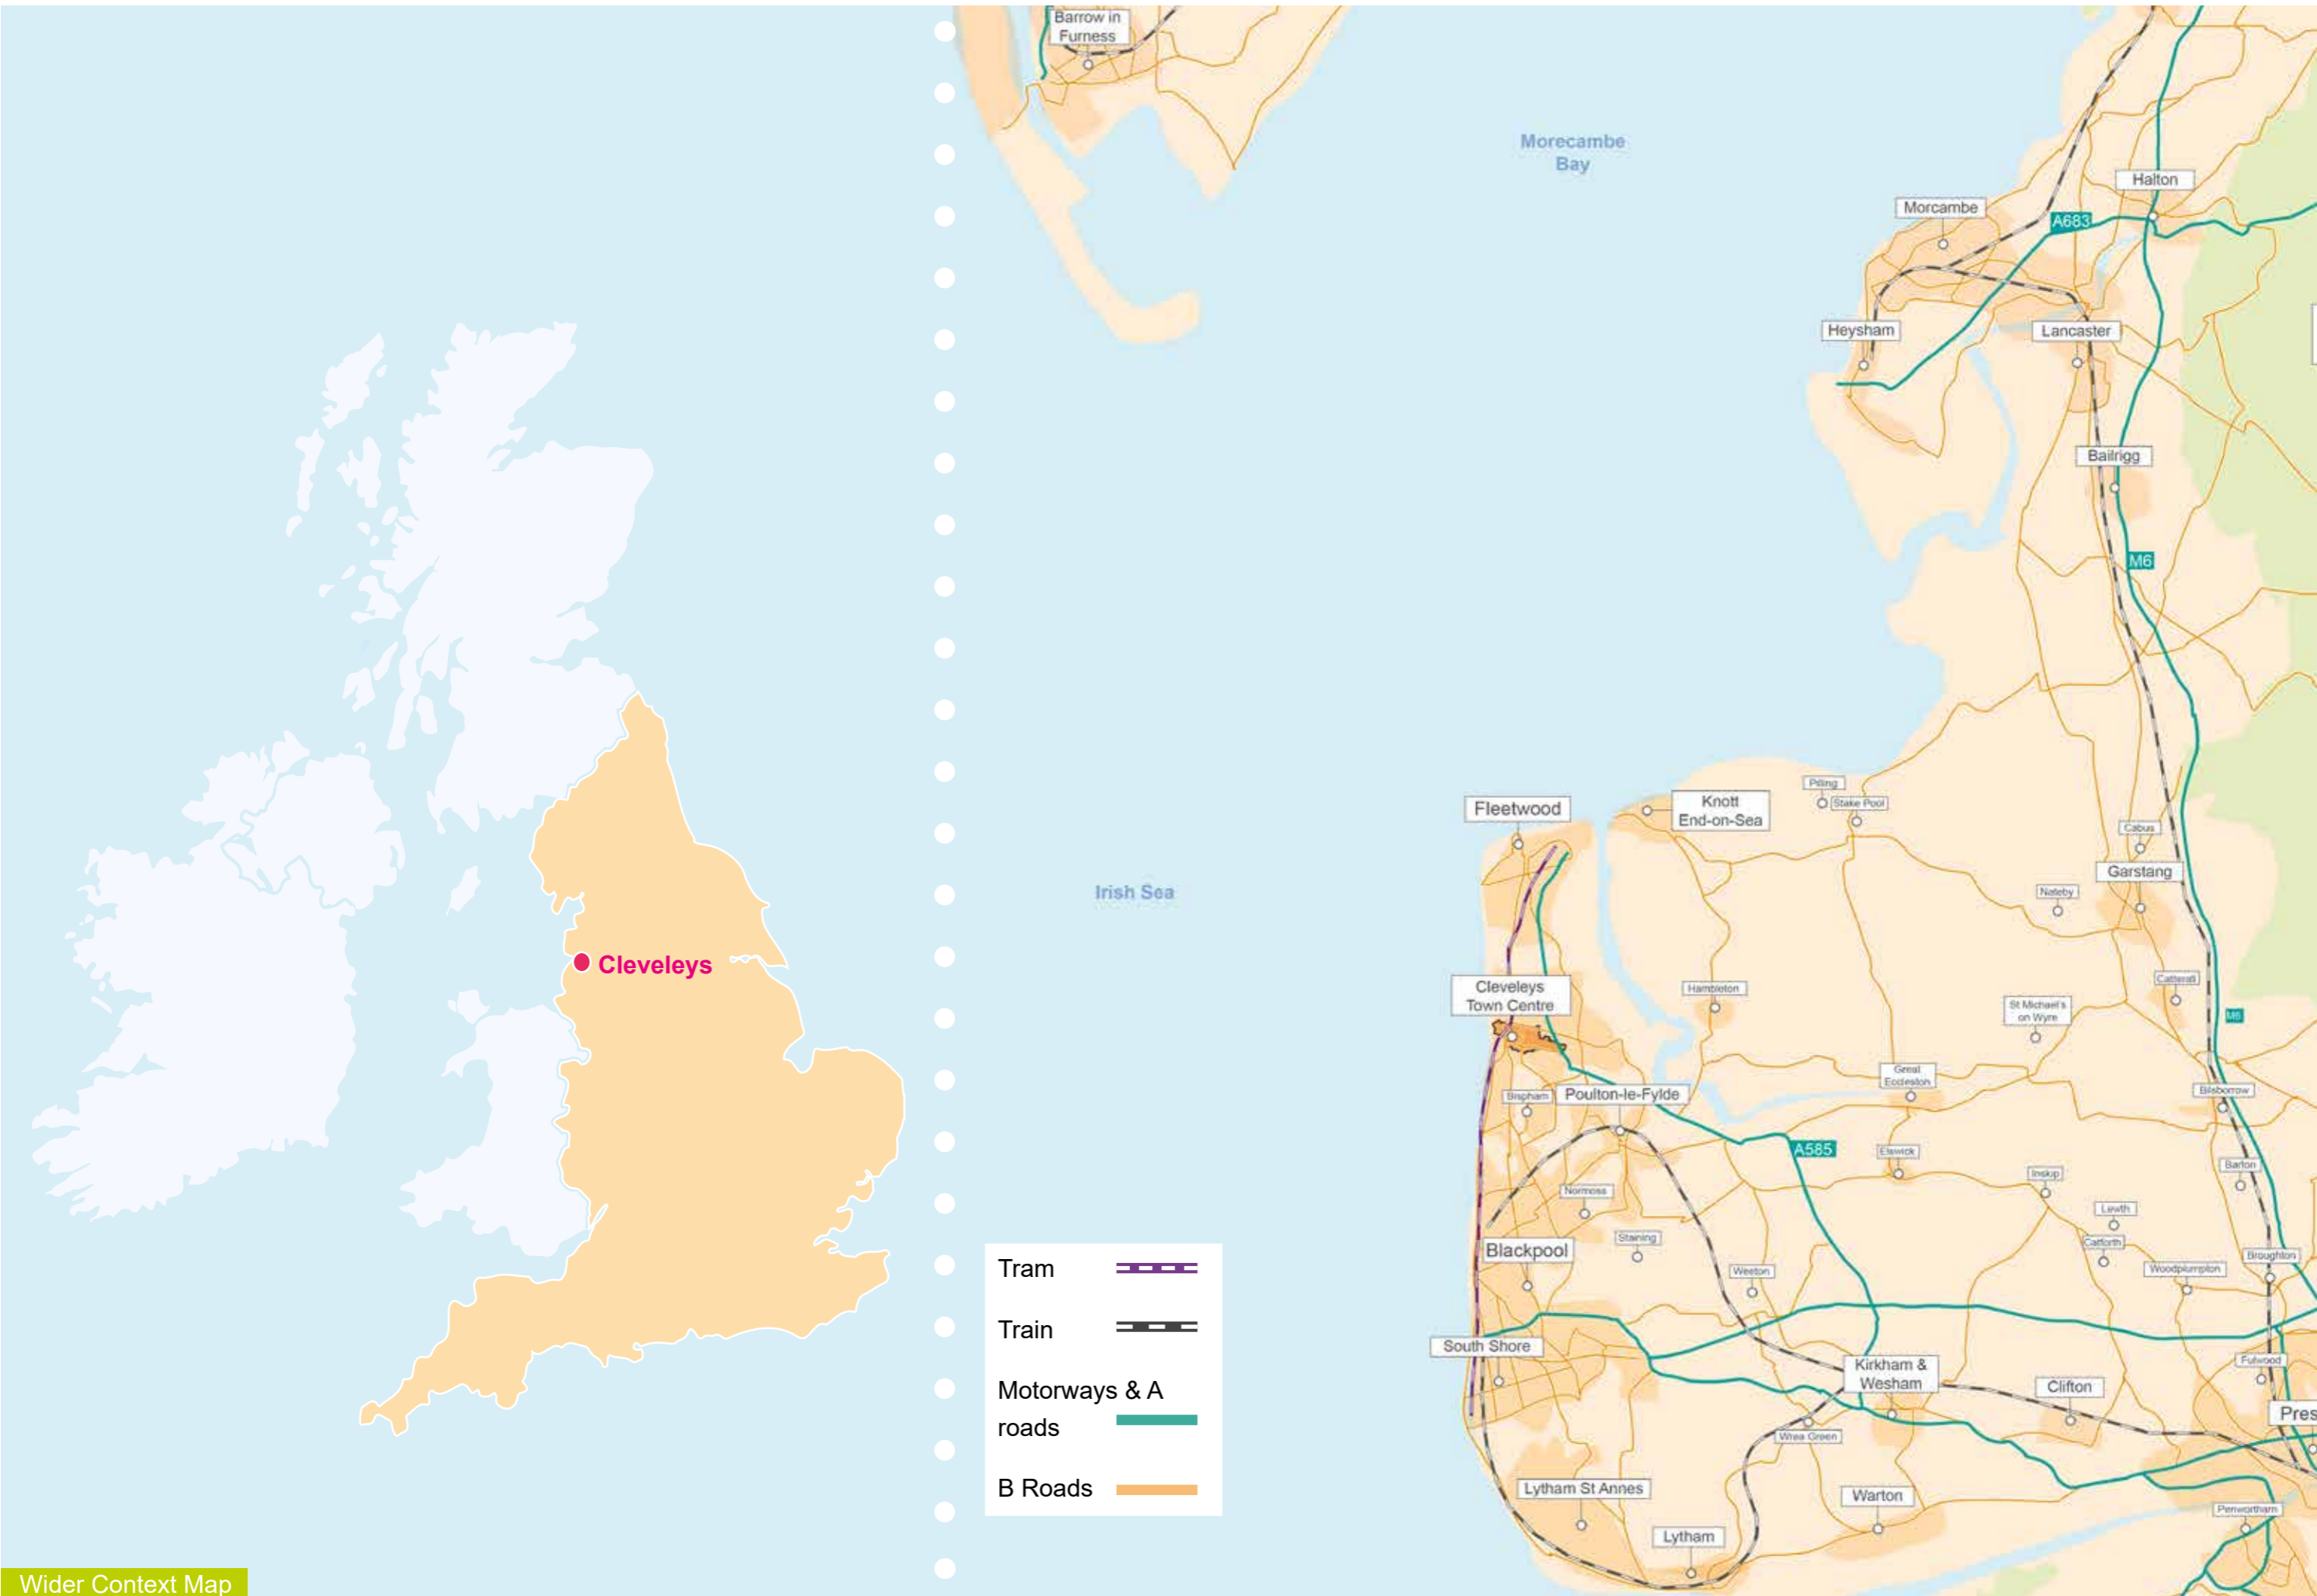 Barrow in
Furness
Morecambe
Bay
Halton
Morcambe
A683
Heysham
Lancaster
Bailrigg
M6
Pilling
Stake Pool
Fleetwood
Knott
End-on-Sea
Cabus
Garstang
Nateby
Irish Sea
Cleveleys
Cleveleys
Town Centre
Hambleton
Catterall
St Michael's
on Wyre
M6
Great
Eccleston
Bispham
Poulton-le-Fylde
Bilsborrow
A585
Elswick
Inskip
Barton
Normoss
Lewth
Staining
Catforth
Blackpool
Broughton
Weeton
Woodplumpton
South Shore
Fulwood
Kirkham &
Wesham
Clifton
Pres
Wrea Green
Lytham St Annes
Warton
Penwortham
Lytham
Tram
Train
Motorways & A
roads
B Roads
Wider Context Map